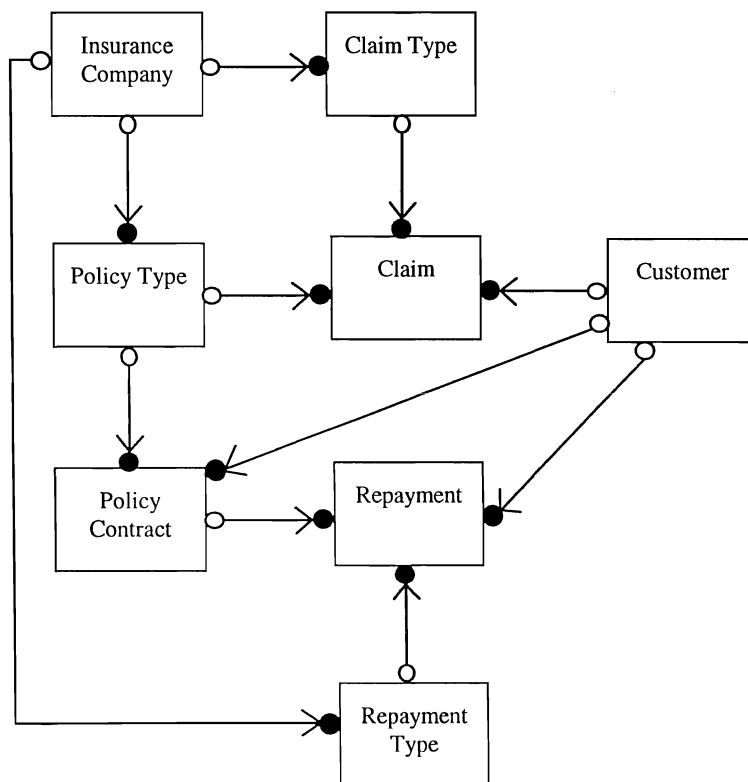 Insurance
Company
Claim Type
Policy Type
Claim
Customer
Policy
Contract
Repayment
Repayment
Type